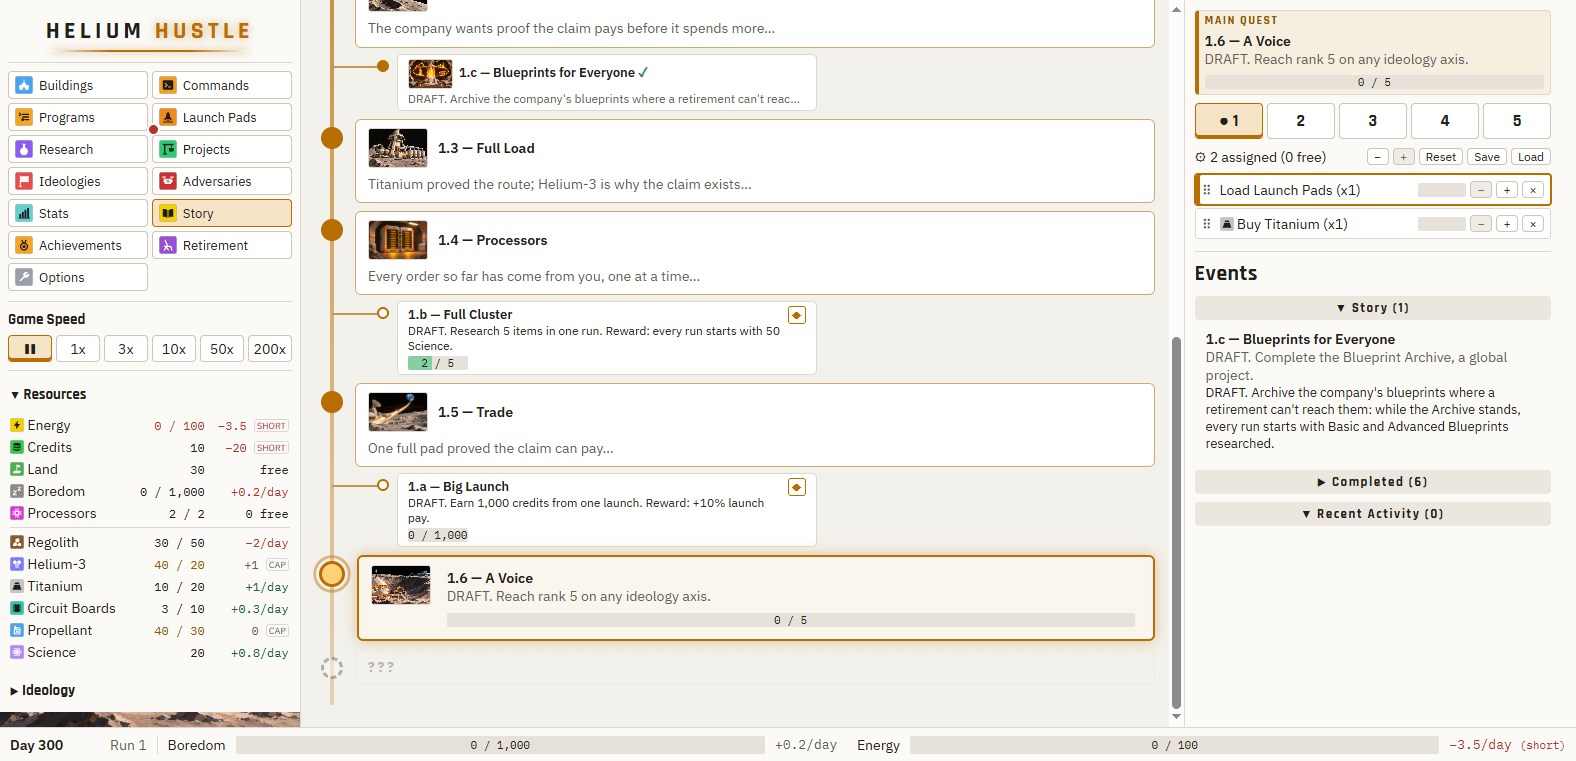 HELIUM HUSTLE
Buildings
Commands
Programs
Launch Pads
Research
Projects
Ideologies
Adversaries
Stats
Story
Achievements
Retirement
Options
Game Speed
1x 3x 10x 50x 200x
▼ Resources
Energy 0 / 100 −3.5 SHORT
Credits 10 −20 SHORT
Land 30 free
Boredom 0 / 1,000 +0.2/day
Processors 2 / 2 0 free
Regolith 30 / 50 −2/day
Helium-3 40 / 20 +1 CAP
Titanium 10 / 20 +1/day
Circuit Boards 3 / 10 +0.3/day
Propellant 40 / 30 0 CAP
Science 20 +0.8/day
▶ Ideology
The company wants proof the claim pays before it spends more...
1.c — Blueprints for Everyone ✓
DRAFT. Archive the company's blueprints where a retirement can't reac...
1.3 — Full Load
Titanium proved the route; Helium-3 is why the claim exists...
1.4 — Processors
Every order so far has come from you, one at a time...
1.b — Full Cluster
DRAFT. Research 5 items in one run. Reward: every run starts with 50
Science.
2 / 5
1.5 — Trade
One full pad proved the claim can pay...
1.a — Big Launch
DRAFT. Earn 1,000 credits from one launch. Reward: +10% launch
pay.
0 / 1,000
1.6 — A Voice
DRAFT. Reach rank 5 on any ideology axis.
0 / 5
???
MAIN QUEST
1.6 — A Voice
DRAFT. Reach rank 5 on any ideology axis.
0 / 5
● 1 2 3 4 5
⚙ 2 assigned (0 free) − + Reset Save Load
Load Launch Pads (x1) − + ×
Buy Titanium (x1) − + ×
Events
▼ Story (1)
1.c — Blueprints for Everyone
DRAFT. Complete the Blueprint Archive, a global
project.
DRAFT. Archive the company's blueprints where a
retirement can't reach them: while the Archive stands,
every run starts with Basic and Advanced Blueprints
researched.
▶ Completed (6)
▼ Recent Activity (0)
Day 300 Run 1 Boredom 0 / 1,000 +0.2/day Energy 0 / 100 −3.5/day (short)